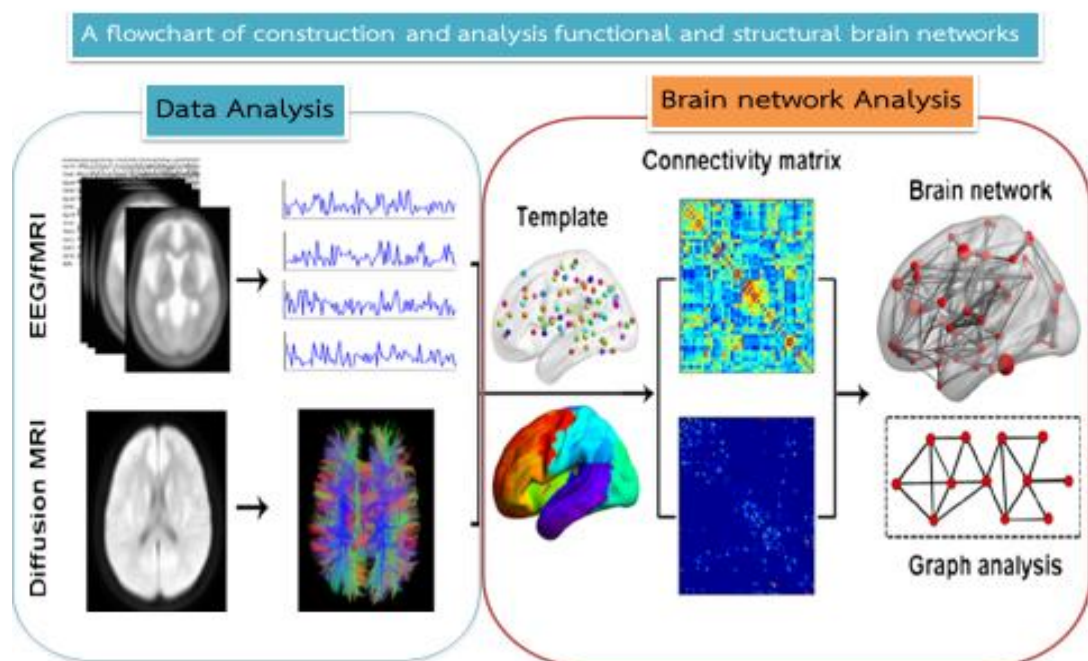 A flowchart of construction and analysis functional and structural brain networks
Data Analysis
Brain network Analysis
EEG/fMRI
Diffusion MRI
Template
Connectivity matrix
Brain network
Graph analysis